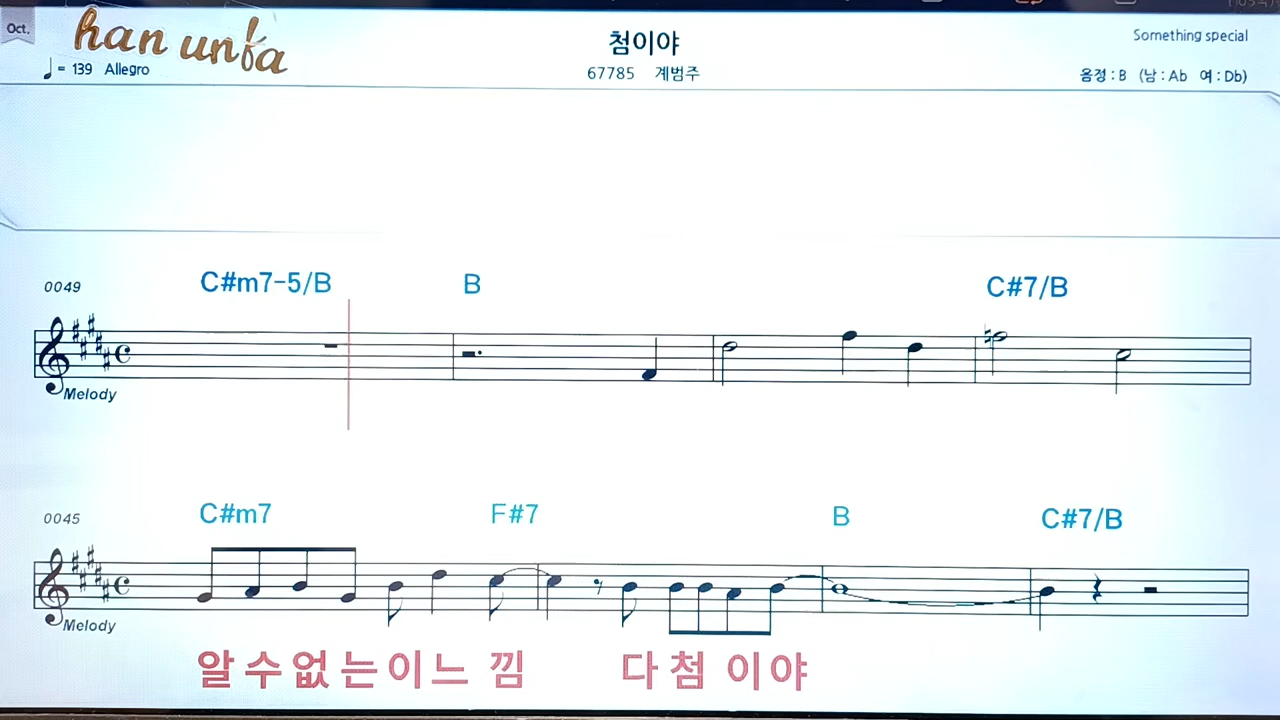 Oct.
han unfa
♩= 139 Allegro
첨이야
67785 계범주
Something special
음정 : B (남 : Ab 여 : Db)
0049
C#m7-5/B B C#7/B
Melody
0045
C#m7 F#7 B C#7/B
Melody
알 수 없 는 이 느 낌 다 첨 이 야